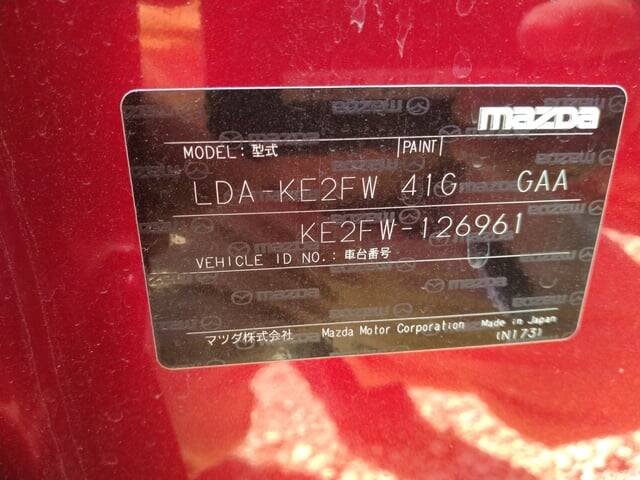 mazda
MODEL: 型式 PAINT
LDA-KE2FW 41G GAA
KE2FW-126961
VEHICLE ID NO.: 車台番号
マツダ株式会社 Mazda Motor Corporation Made in Japan
(N173)